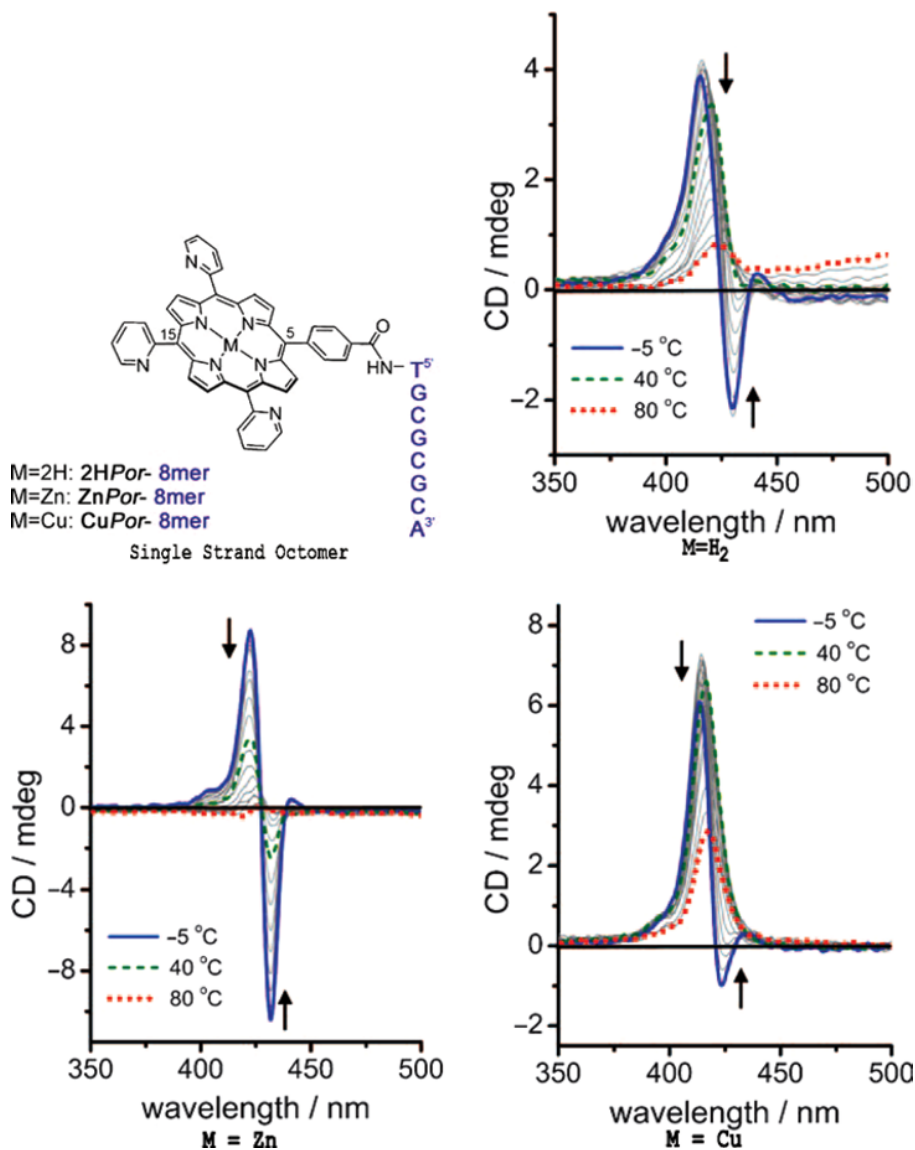 N
15
N
N
5
M
O
N
N
N
HN
T5'
G
C
G
C
G
C
A3'
N
M=2H: 2HPor- 8mer
M=Zn: ZnPor- 8mer
M=Cu: CuPor- 8mer
Single Strand Octomer
CD / mdeg
4
2
0
−2
−5 °C
40 °C
80 °C
350 400 450 500
wavelength / nm
M=H2
CD / mdeg
8
4
0
−4
−8
−5 °C
40 °C
80 °C
350 400 450 500
wavelength / nm
M = Zn
CD / mdeg
8
6
4
2
0
−2
−5 °C
40 °C
80 °C
350 400 450 500
wavelength / nm
M = Cu